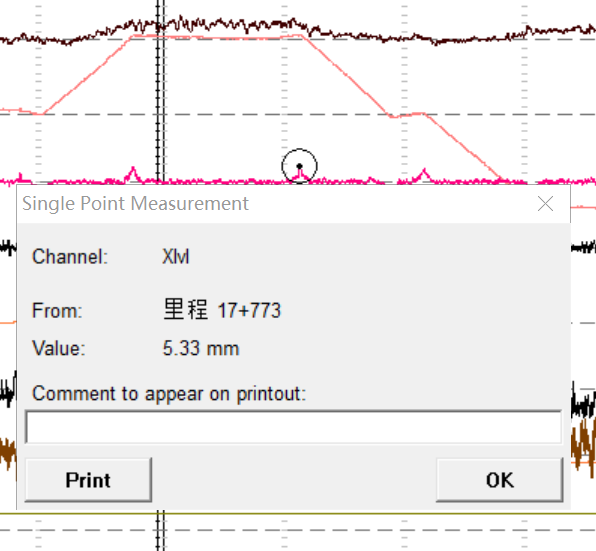 Single Point Measurement
Channel: Xlvl
From: 里程 17+773
Value: 5.33 mm
Comment to appear on printout:
Print OK